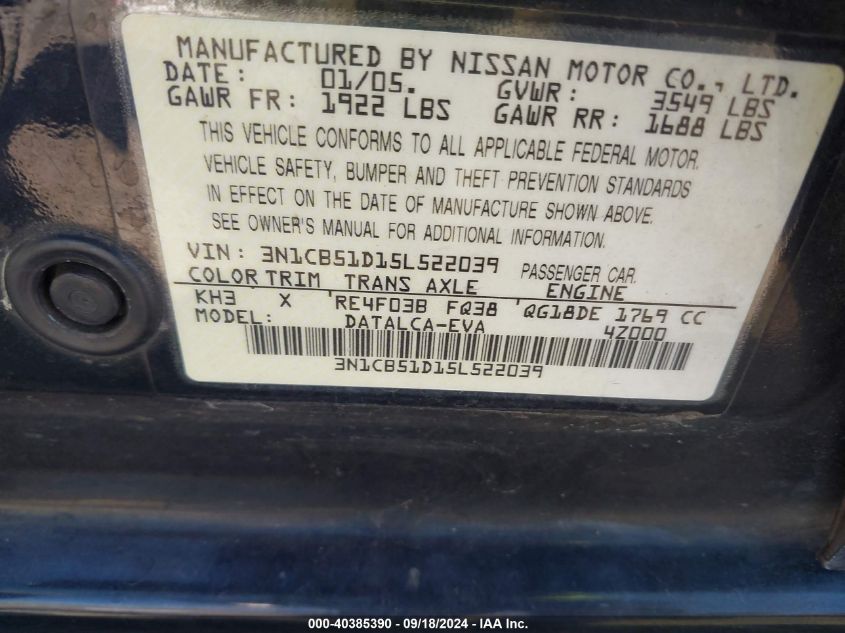 MANUFACTURED BY NISSAN MOTOR CO., LTD.
DATE: 01/05. GVWR: 3549 LBS
GAWR FR: 1922 LBS GAWR RR: 1688 LBS
THIS VEHICLE CONFORMS TO ALL APPLICABLE FEDERAL MOTOR
VEHICLE SAFETY, BUMPER AND THEFT PREVENTION STANDARDS
IN EFFECT ON THE DATE OF MANUFACTURE SHOWN ABOVE.
SEE OWNER'S MANUAL FOR ADDITIONAL INFORMATION.
VIN: 3N1CB51D15L522039 PASSENGER CAR.
COLOR TRIM TRANS AXLE ENGINE
KH3 X RE4F03B FQ38 QG18DE 1769 CC
MODEL: DATALCA-EVA 4Z000
3N1CB51D15L522039
000-40385390 - 09/18/2024 - IAA Inc.